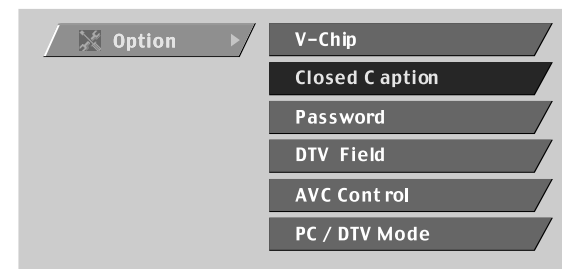 Option
V-Chip
Closed Caption
Password
DTV Field
AVC Control
PC / DTV Mode